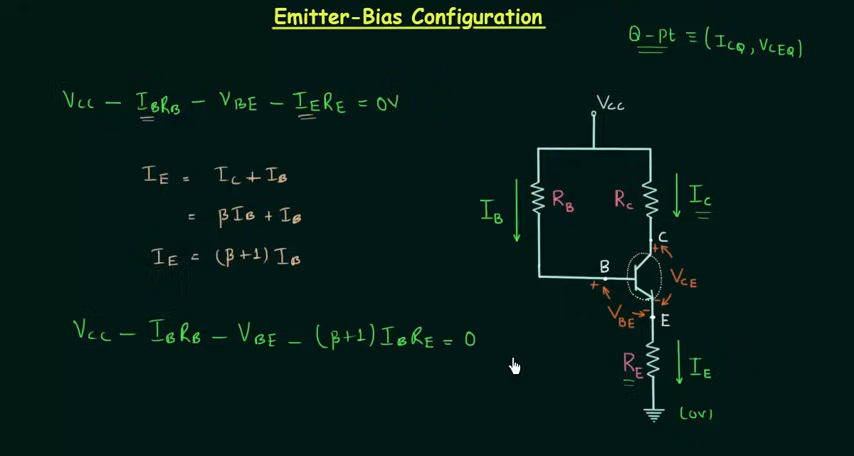 Emitter-Bias Configuration
Q-pt ≡ (ICQ, VCEQ)
VCC − IBRB − VBE − IERE = 0V
IE = IC + IB
= βIB + IB
IE = (β+1) IB
VCC − IBRB − VBE − (β+1) IBRE = 0
VCC
IB
RB
RC
IC
C
B
VCE
+
+
-
-
VBE
E
RE
IE
(0V)